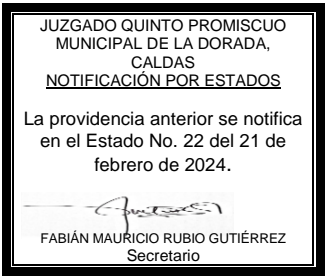 JUZGADO QUINTO PROMISCUO
MUNICIPAL DE LA DORADA,
CALDAS
NOTIFICACIÓN POR ESTADOS
La providencia anterior se notifica
en el Estado No. 22 del 21 de
febrero de 2024.
FABIÁN MAURICIO RUBIO GUTIÉRREZ
Secretario